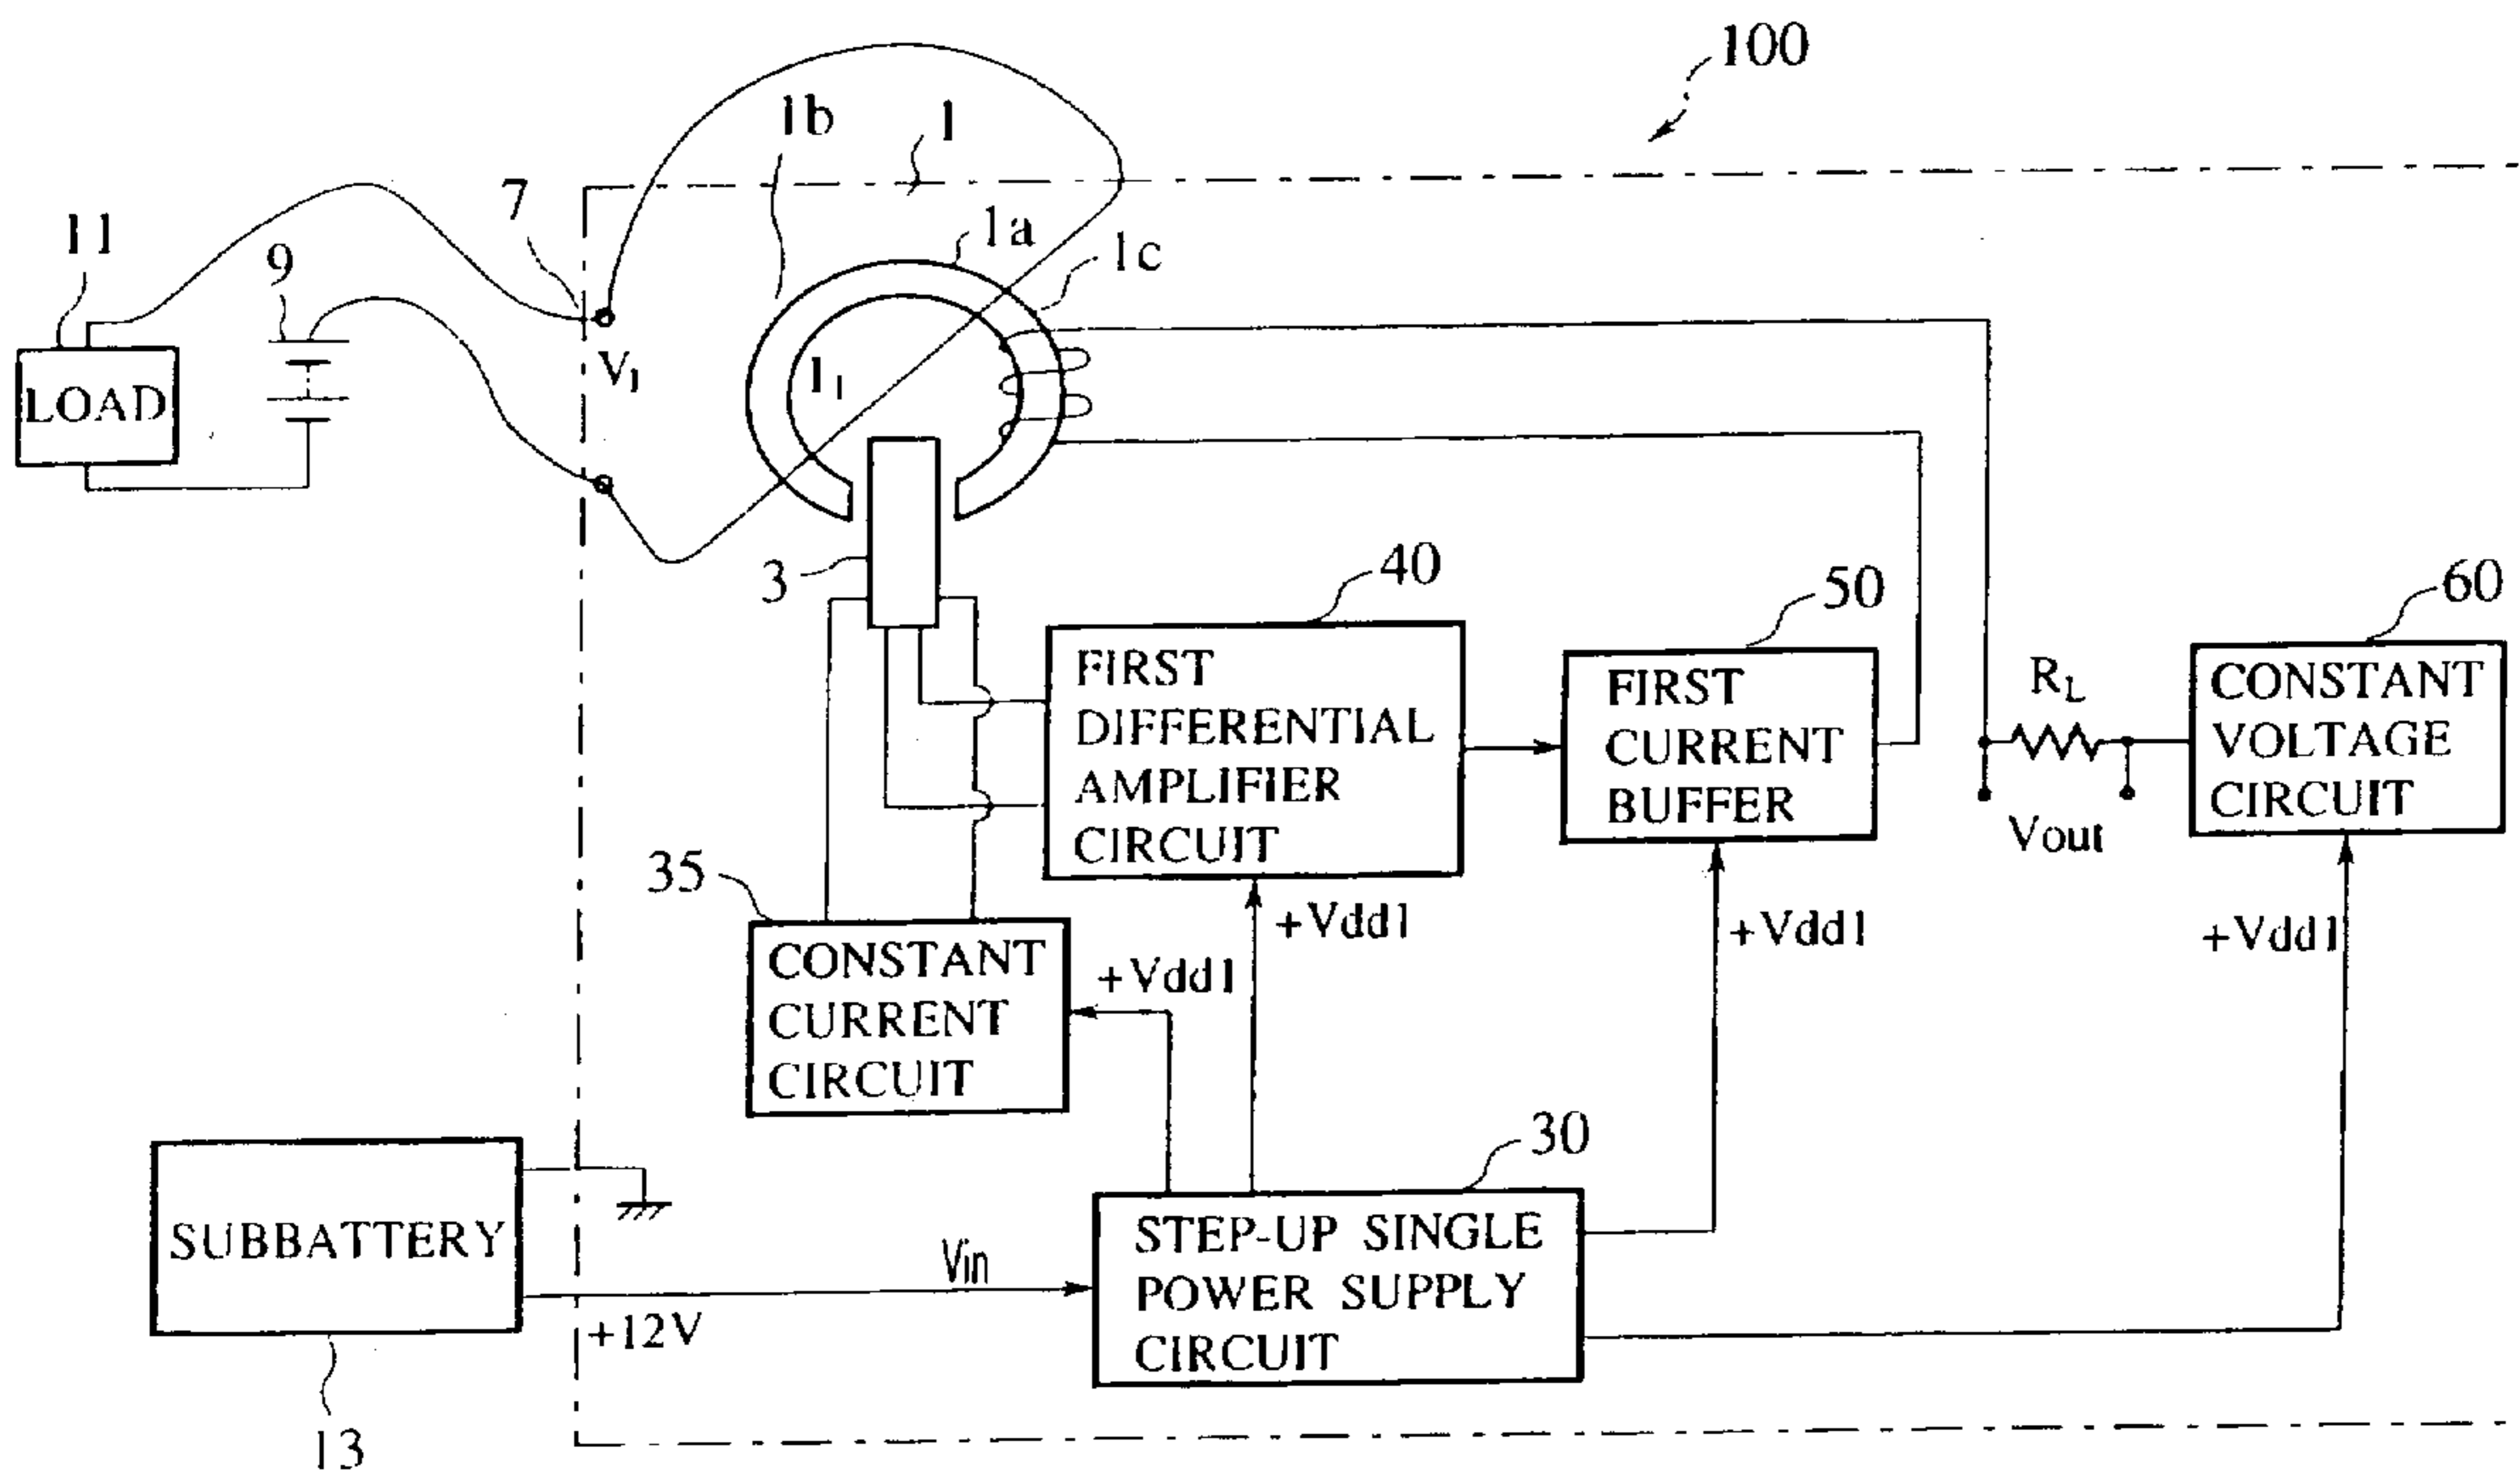 100
1b
1
7
1a
1c
11
9
LOAD
V1
I1
3
40
50
60
FIRST
DIFFERENTIAL
AMPLIFIER
CIRCUIT
FIRST
CURRENT
BUFFER
RL
Vout
CONSTANT
VOLTAGE
CIRCUIT
35
CONSTANT
CURRENT
CIRCUIT
+Vdd1
+Vdd1
+Vdd1
+Vdd1
30
SUBBATTERY
Vin
+12V
STEP-UP SINGLE
POWER SUPPLY
CIRCUIT
13